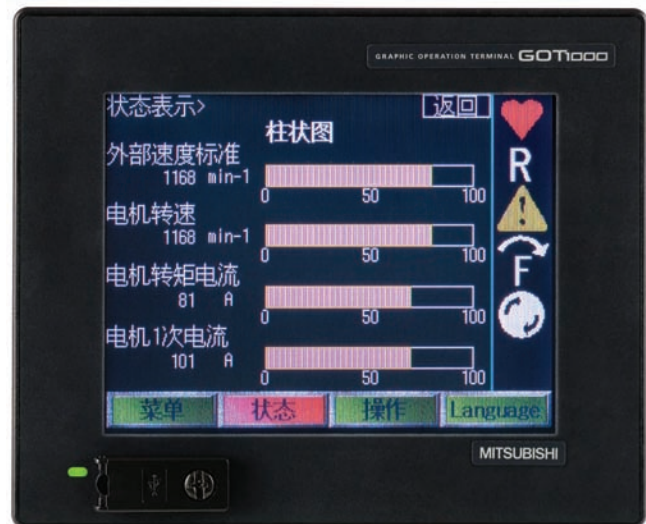 GRAPHIC OPERATION TERMINAL GOT1000
状态表示> 返回
柱状图
外部速度标准
1168 min-1
0 50 100
R
电机转速
1168 min-1
0 50 100
F
电机转矩电流
81 A
0 50 100
电机1次电流
101 A
0 50 100
菜单 状态 操作 Language
MITSUBISHI